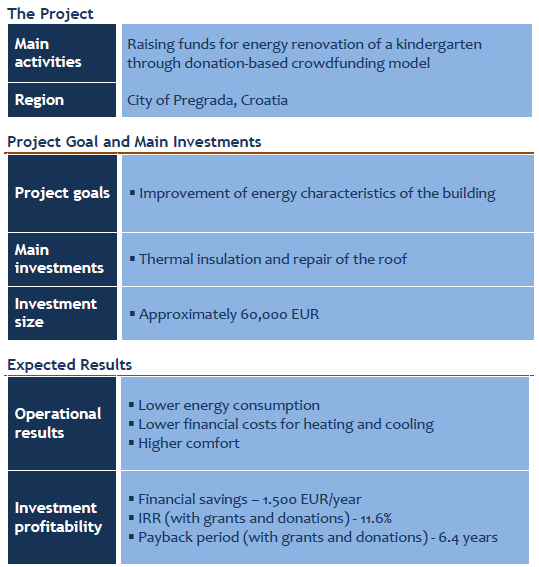 The Project
Main activities
Raising funds for energy renovation of a kindergarten
through donation-based crowdfunding model
Region
City of Pregrada, Croatia
Project Goal and Main Investments
Project goals
▪ Improvement of energy characteristics of the building
Main
investments
▪ Thermal insulation and repair of the roof
Investment
size
▪ Approximately 60,000 EUR
Expected Results
Operational
results
▪ Lower energy consumption
▪ Lower financial costs for heating and cooling
▪ Higher comfort
Investment
profitability
▪ Financial savings – 1.500 EUR/year
▪ IRR (with grants and donations) - 11.6%
▪ Payback period (with grants and donations) - 6.4 years